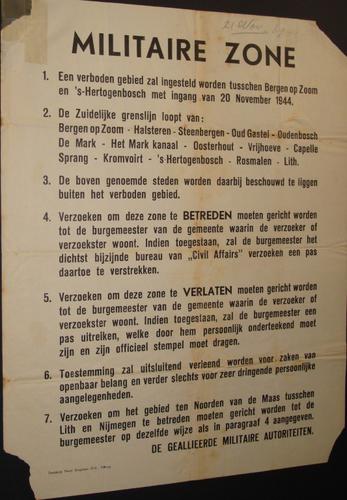 21 Nov.
MILITAIRE ZONE
1. Een verboden gebied zal ingesteld worden tusschen Bergen op Zoom
en 's-Hertogenbosch met ingang van 20 November 1944.
2. De Zuidelijke grenslijn loopt van:
Bergen op Zoom - Halsteren - Steenbergen - Oud Gastel - Oudenbosch
De Mark - Het Mark kanaal - Oosterhout - Vrijhoeve - Capelle
Sprang - Kromvoirt - 's Hertogenbosch - Rosmalen - Lith.
3. De boven genoemde steden worden daarbij beschouwd te liggen
buiten het verboden gebied.
4. Verzoeken om deze zone te BETREDEN moeten gericht worden
tot de burgemeester van de gemeente waarin de verzoeker of
verzoekster woont. Indien toegestaan, zal de burgemeester het
dichtst bijzijnde bureau van „Civil Affairs” verzoeken een pas
daartoe te verstrekken.
5. Verzoeken om deze zone te VERLATEN moeten gericht worden
tot de burgemeester van de gemeente waarin de verzoeker of
verzoekster woont. Indien toegestaan, zal de burgemeester een
pas uitreiken, welke door hem persoonlijk onderteekend moet
zijn en zijn officieel stempel moet dragen.
6. Toestemming zal uitsluitend verleend worden voor zaken van
openbaar belang en verder slechts voor zeer dringende persoonlijke
aangelegenheden.
7. Verzoeken om het gebied ten Noorden van de Maas tusschen
Lith en Nijmegen te betreden moeten gericht worden tot de
burgemeester op dezelfde wijze als in paragraaf 4 aangegeven.
DE GEALLIEERDE MILITAIRE AUTORITEITEN.